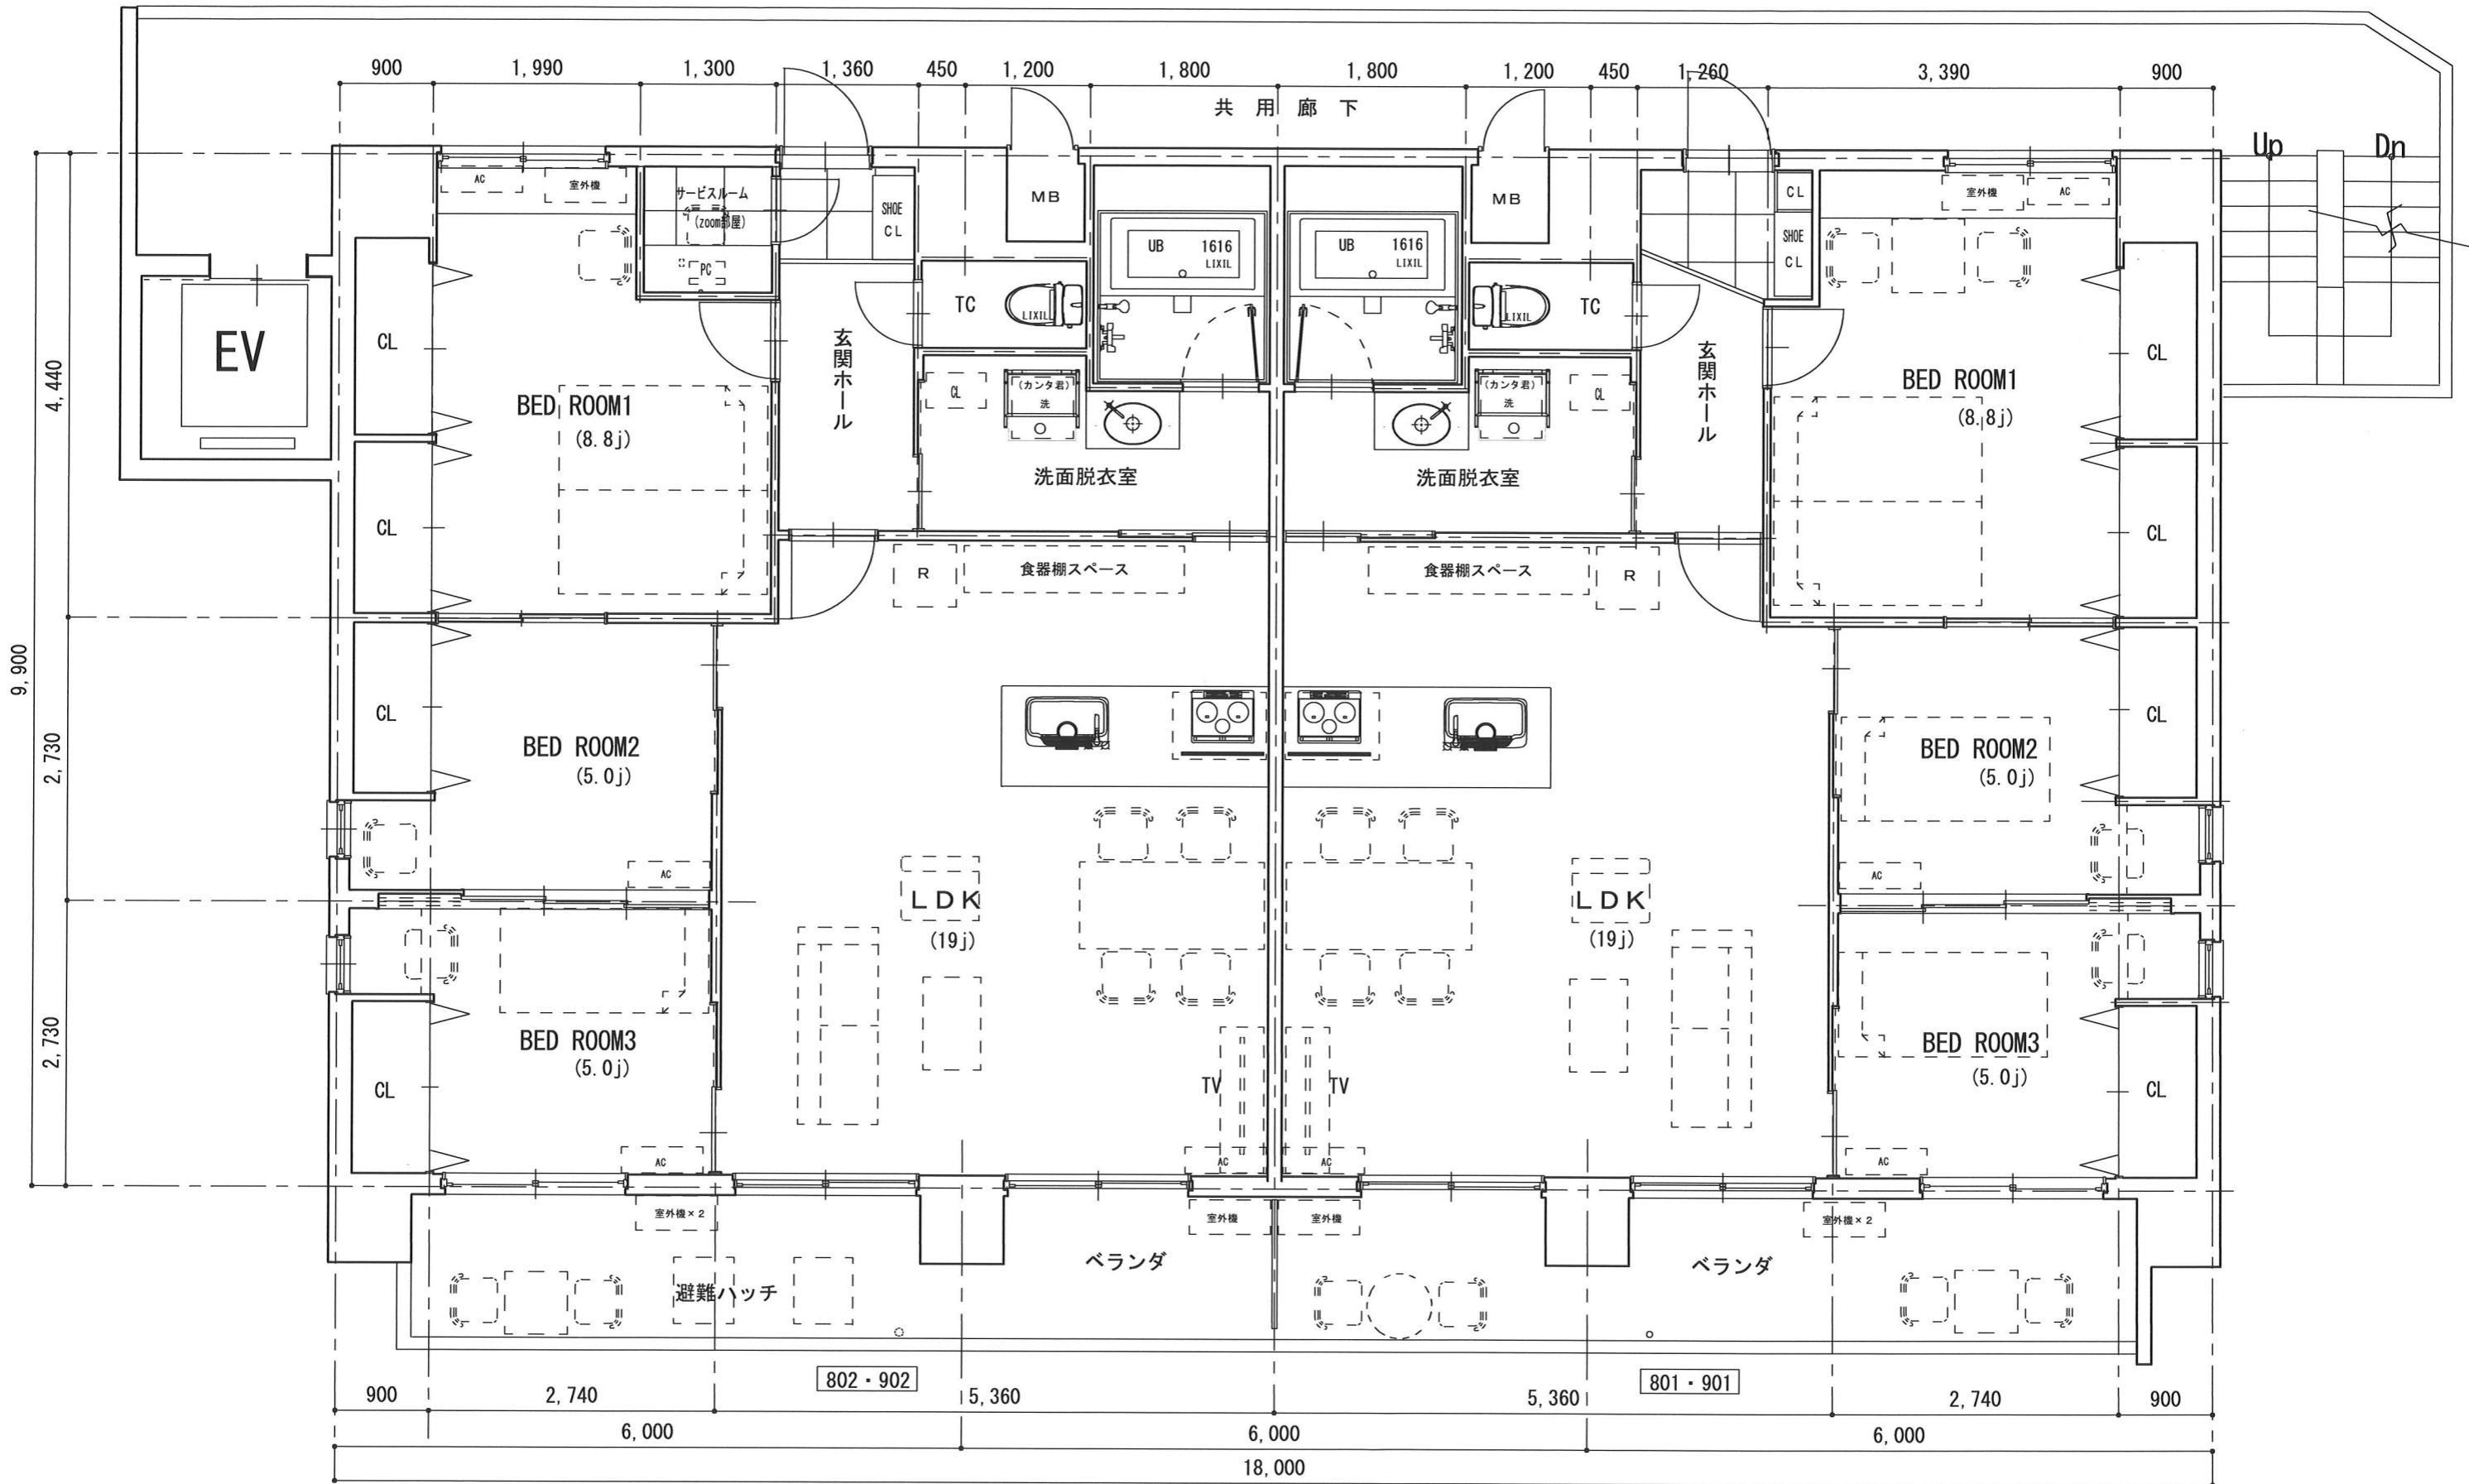 900 1,990 1,300 1,360 450 1,200 1,800 1,800 1,200 450 1,260 3,390 900
共用廊下
Up Dn
AC 室外機 サービスルーム
(zoom部屋)
PC
SHOE
CL
MB
UB 1616
LIXIL
UB 1616
LIXIL
MB
CL
SHOE
CL
室外機 AC
EV
CL
TC
LIXIL
LIXIL
TC
CL
4,440
BED ROOM1
(8.8j)
玄関ホール
CL
(カンタ君)
洗
(カンタ君)
洗
CL
玄関ホール
BED ROOM1
(8.8j)
CL
洗面脱衣室
洗面脱衣室
CL
R
食器棚スペース
食器棚スペース
R
9,900
2,730
CL
BED ROOM2
(5.0j)
AC
BED ROOM2
(5.0j)
CL
AC
LDK
(19j)
LDK
(19j)
2,730
BED ROOM3
(5.0j)
CL
AC
TV
TV
AC
AC
BED ROOM3
(5.0j)
CL
AC
室外機×2
室外機
室外機
室外機×2
避難ハッチ
ベランダ
ベランダ
802・902
801・901
900 2,740 5,360 5,360 2,740 900
6,000 6,000 6,000
18,000